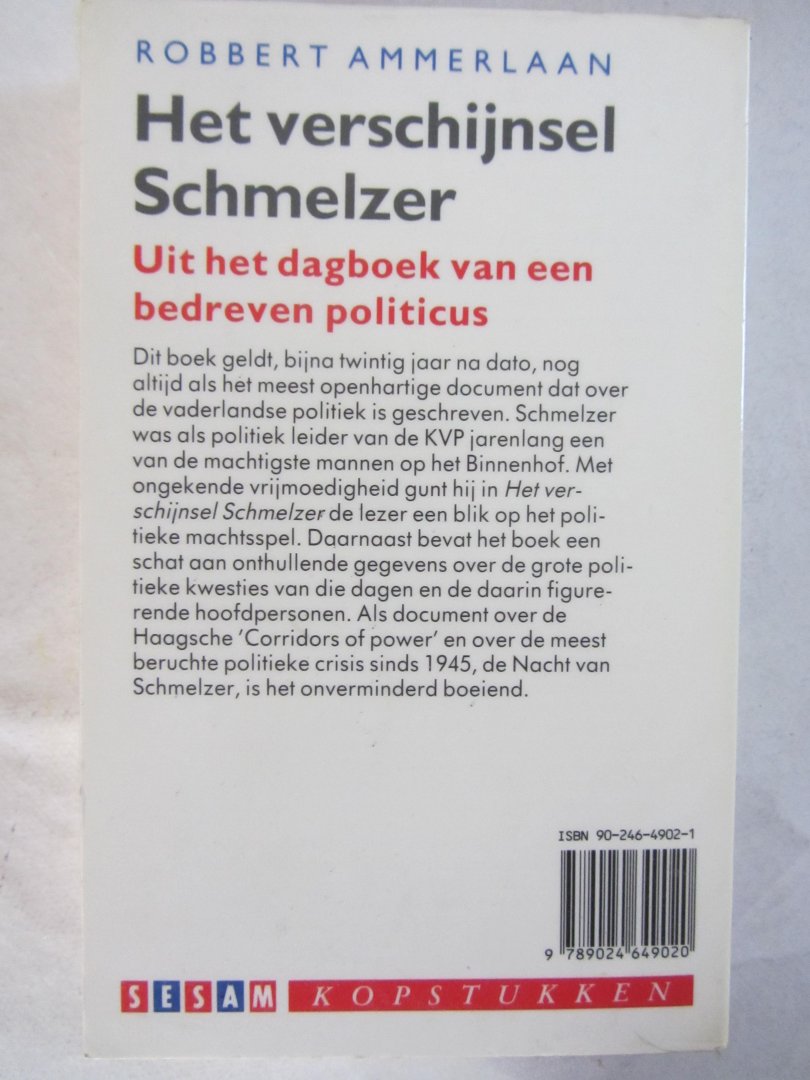 ROBBERT AMMERLAAN
Het verschijnsel
Schmelzer
Uit het dagboek van een
bedreven politicus
Dit boek geldt, bijna twintig jaar na dato, nog
altijd als het meest openhartige document dat over
de vaderlandse politiek is geschreven. Schmelzer
was als politiek leider van de KVP jarenlang een
van de machtigste mannen op het Binnenhof. Met
ongekende vrijmoedigheid gunt hij in Het ver-
schijnsel Schmelzer de lezer een blik op het poli-
tieke machtsspel. Daarnaast bevat het boek een
schat aan onthullende gegevens over de grote poli-
tieke kwesties van die dagen en de daarin figure-
rende hoofdpersonen. Als document over de
Haagsche 'Corridors of power' en over de meest
beruchte politieke crisis sinds 1945, de Nacht van
Schmelzer, is het onverminderd boeiend.
ISBN 90-246-4902-1
9 789024 649020
SESAM KOPSTUKKEN